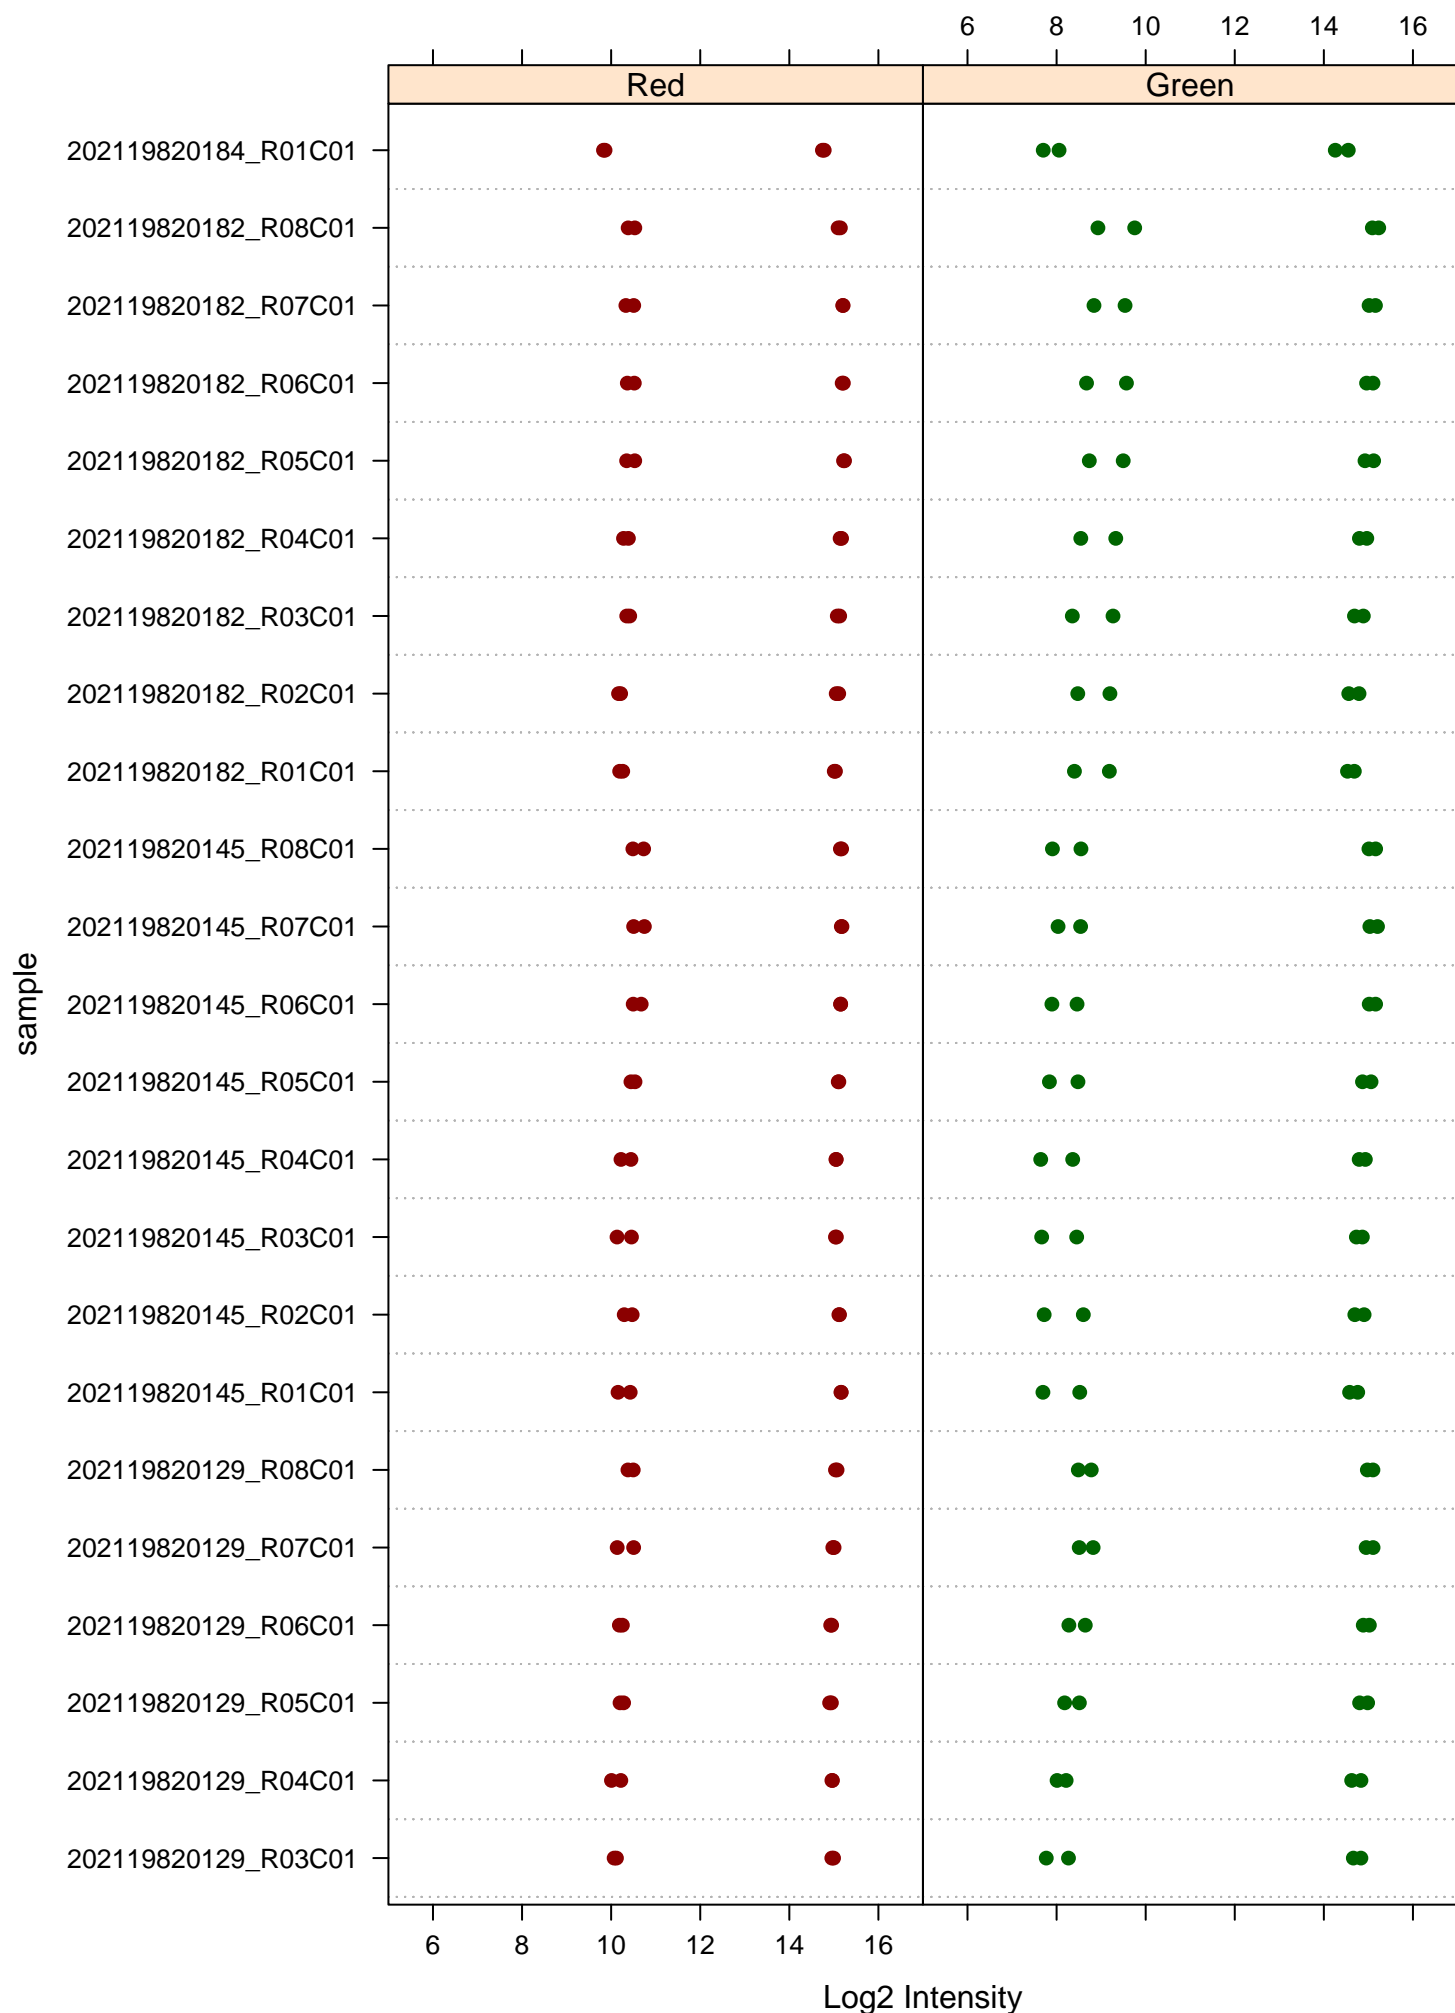 6 8 10 12 14 16
Red Green
202119820184_R01C01
202119820182_R08C01
202119820182_R07C01
202119820182_R06C01
202119820182_R05C01
202119820182_R04C01
202119820182_R03C01
202119820182_R02C01
202119820182_R01C01
202119820145_R08C01
202119820145_R07C01
202119820145_R06C01
202119820145_R05C01
202119820145_R04C01
202119820145_R03C01
202119820145_R02C01
202119820145_R01C01
202119820129_R08C01
202119820129_R07C01
202119820129_R06C01
202119820129_R05C01
202119820129_R04C01
202119820129_R03C01
sample
6 8 10 12 14 16
Log2 Intensity